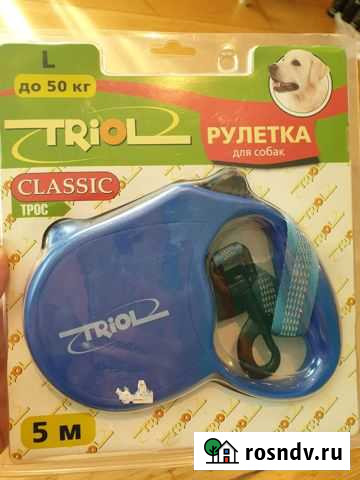 L
до 50 кг
TRiOL
РУЛЕТКА
для собак
CLASSIC
ТРОС
TRiOL
5 м
rosndv.ru